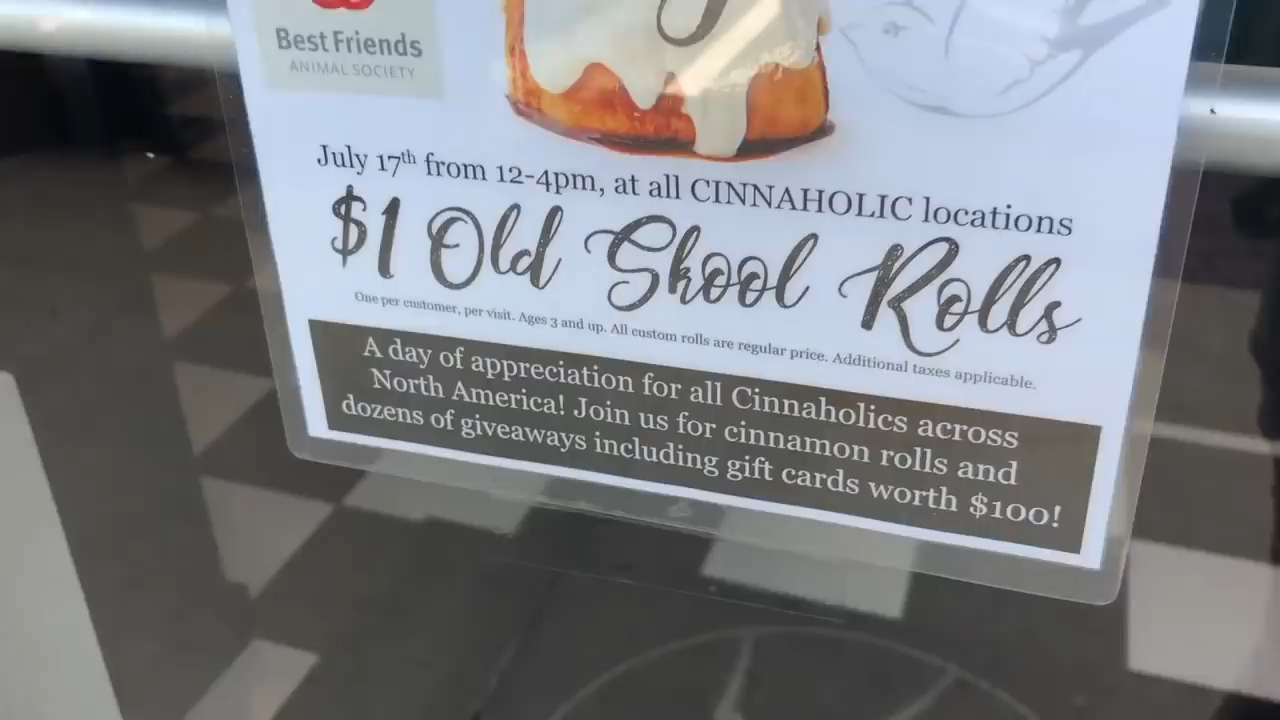 Best Friends
ANIMAL SOCIETY
July 17th from 12-4pm, at all CINNAHOLIC locations
$1 Old Skool Rolls
One per customer, per visit. Ages 3 and up. All custom rolls are regular price. Additional taxes applicable.
A day of appreciation for all Cinnaholics across
North America! Join us for cinnamon rolls and
dozens of giveaways including gift cards worth $100!